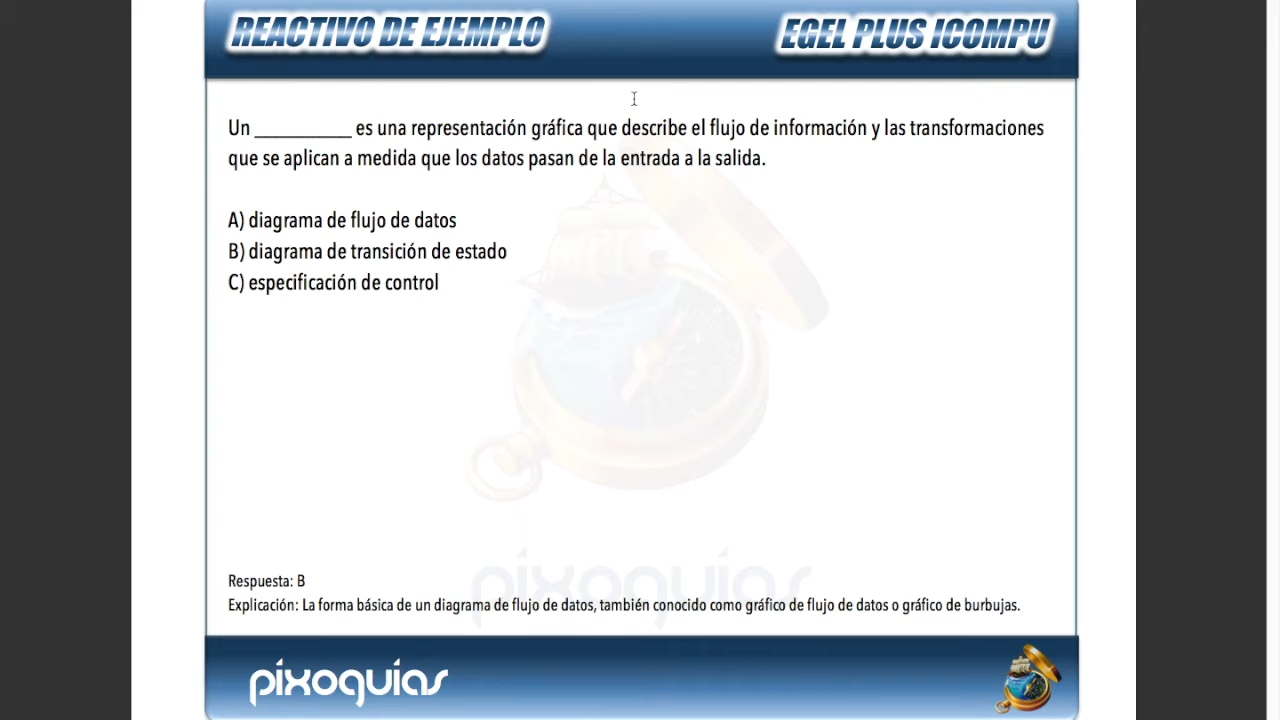 REACTIVO DE EJEMPLO
EGEL PLUS ICOMPU
Un __________ es una representación gráfica que describe el flujo de información y las transformaciones
que se aplican a medida que los datos pasan de la entrada a la salida.
A) diagrama de flujo de datos
B) diagrama de transición de estado
C) especificación de control
pixoguías
Respuesta: B
Explicación: La forma básica de un diagrama de flujo de datos, también conocido como gráfico de flujo de datos o gráfico de burbujas.
pixoguías